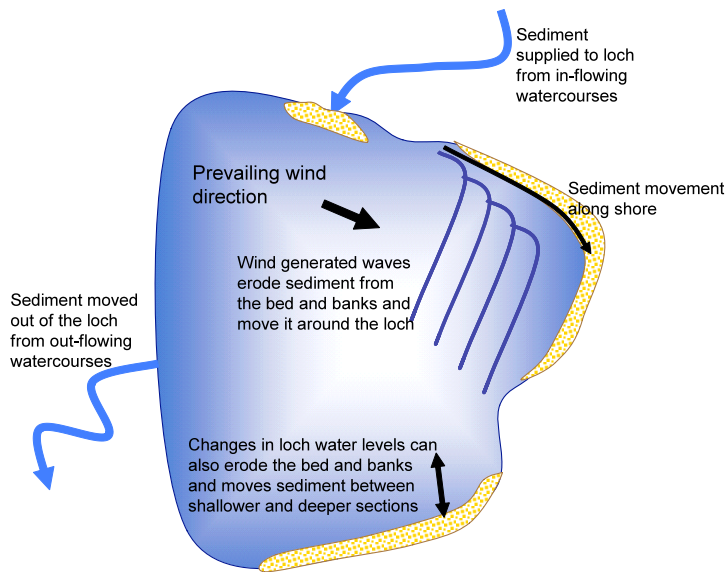 Sediment
supplied to loch
from in-flowing
watercourses
Prevailing wind
direction
Sediment movement
along shore
Wind generated waves
erode sediment from
the bed and banks and
move it around the loch
Sediment moved
out of the loch
from out-flowing
watercourses
Changes in loch water levels can
also erode the bed and banks
and moves sediment between
shallower and deeper sections